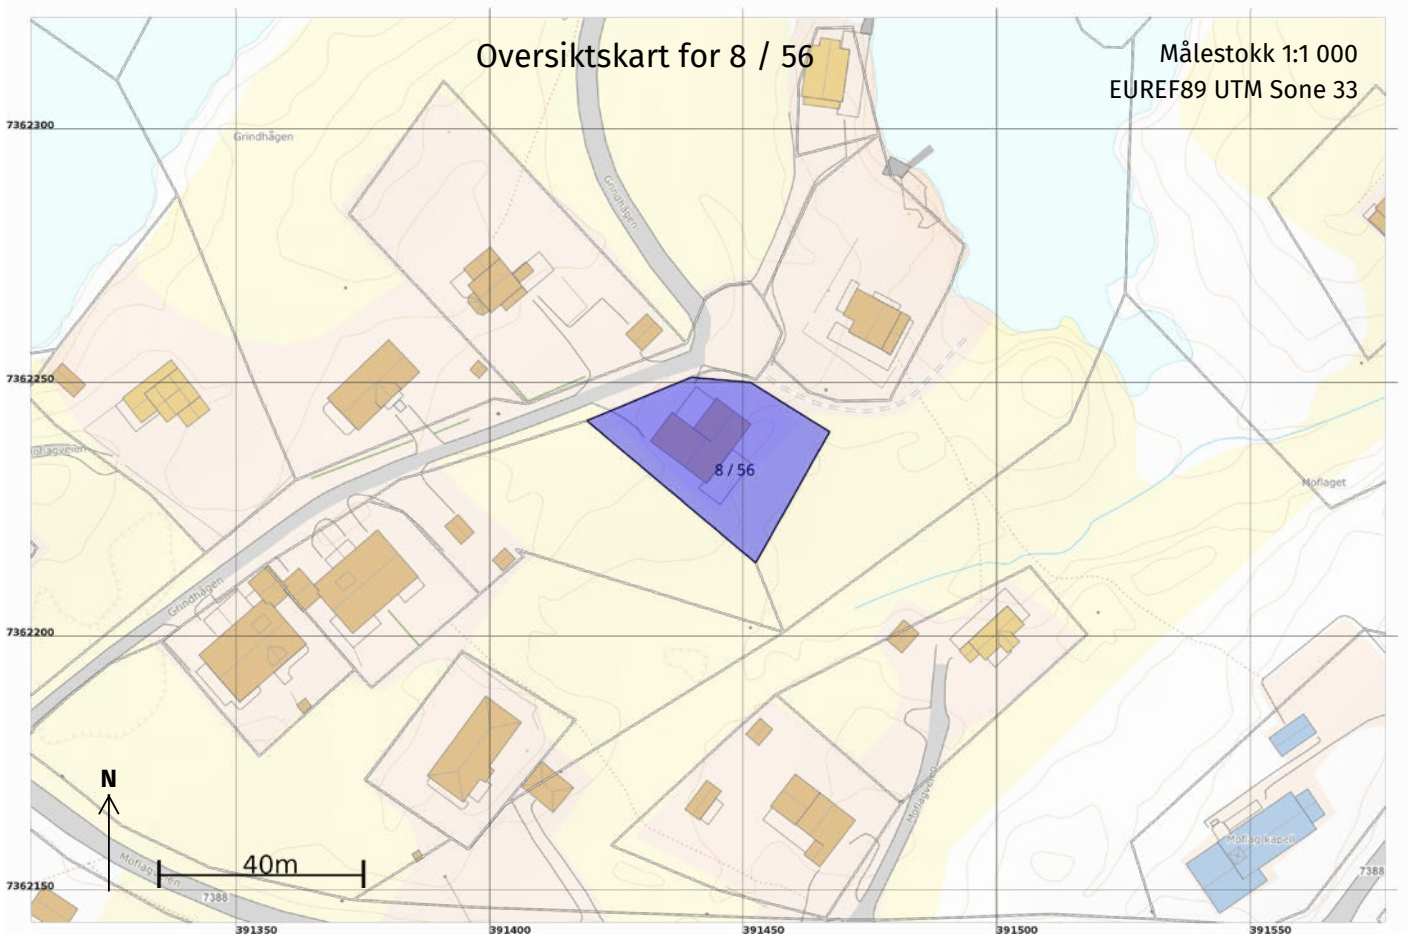 Oversiktskart for 8 / 56
Målestokk 1:1 000
EUREF89 UTM Sone 33
7362300
Grindhågen
Grindhågen
7362250
Moflagveien
8 / 56
Moflaget
Grindhågen
7362200
N
40m
Moflagveien
Moflagveien
Moflag kapell
7388
7388
7362150
391350
391400
391450
391500
391550